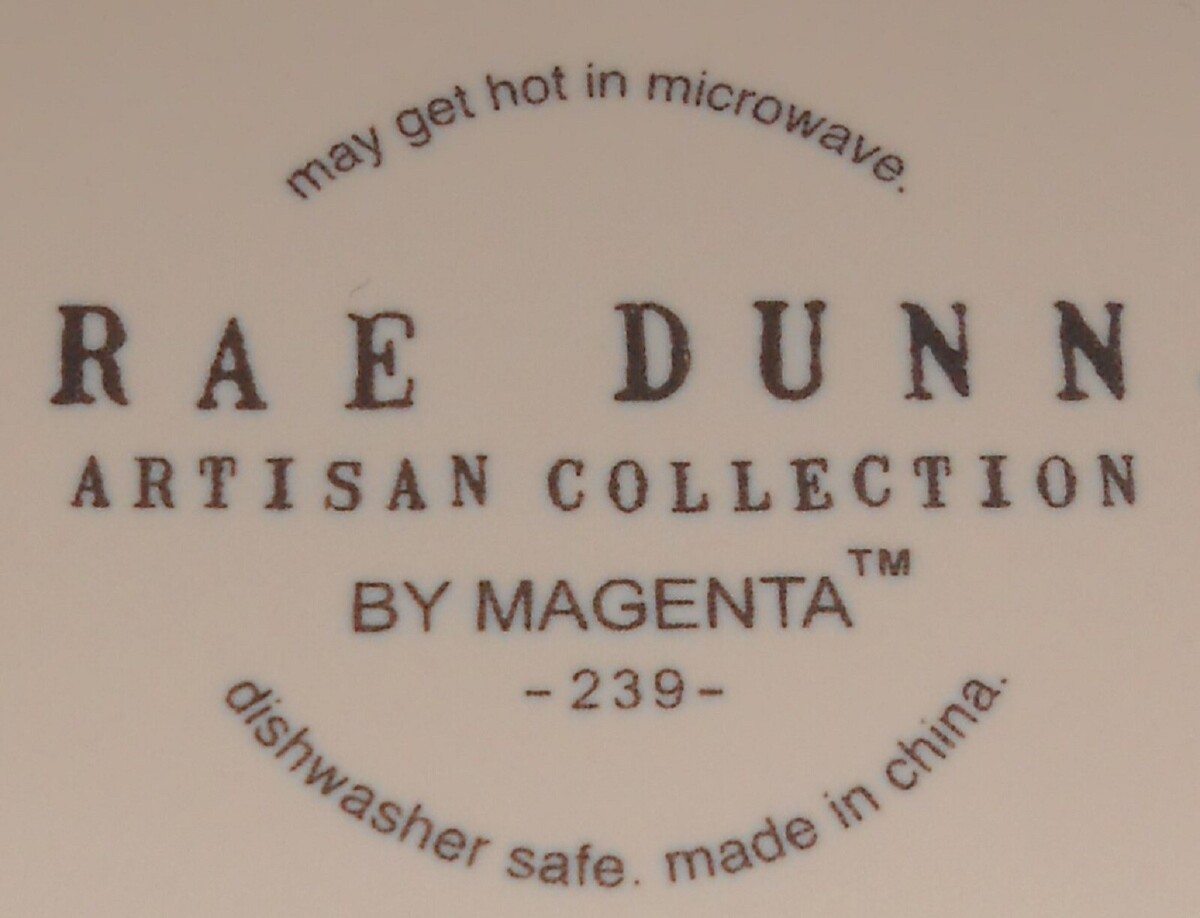 may get hot in microwave.
RAE DUNN
ARTISAN COLLECTION
BY MAGENTA™
-239-
dishwasher safe. made in china.